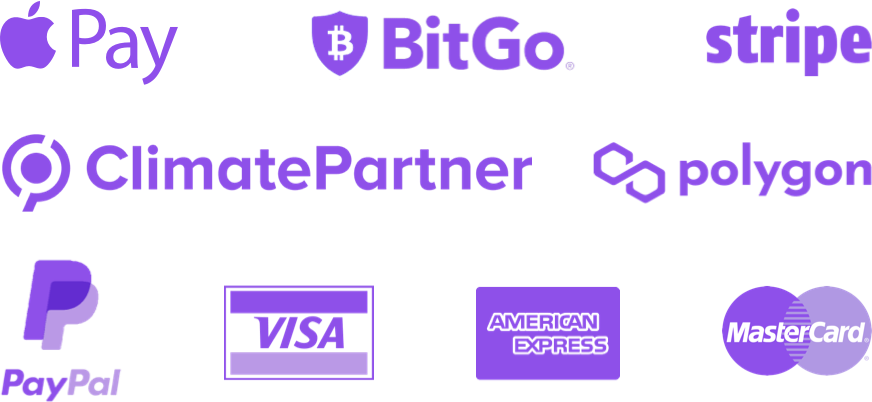 Pay
BitGo®
stripe
ClimatePartner
polygon
PayPal
VISA
AMERICAN
EXPRESS
MasterCard